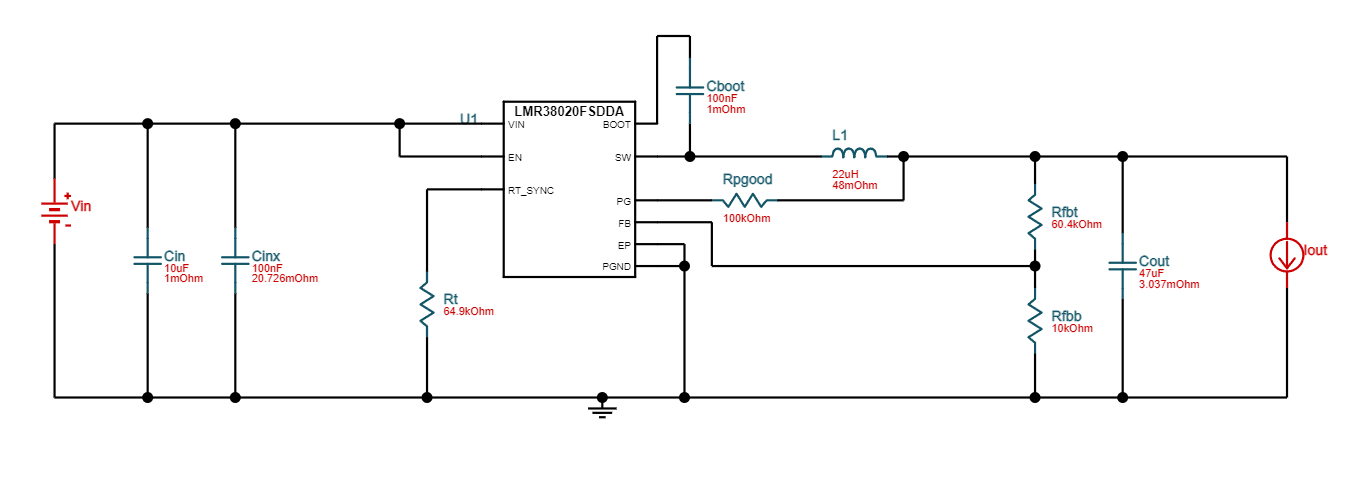 Cboot
100nF
1mOhm
U1
LMR38020FSDDA
VIN
BOOT
EN
SW
RT_SYNC
PG
FB
EP
PGND
L1
22uH
48mOhm
Rpgood
100kOhm
+
Vin
-
Cin
10uF
1mOhm
Cinx
100nF
20.726mOhm
Rt
64.9kOhm
Rfbt
60.4kOhm
Rfbb
10kOhm
Cout
47uF
3.037mOhm
Iout